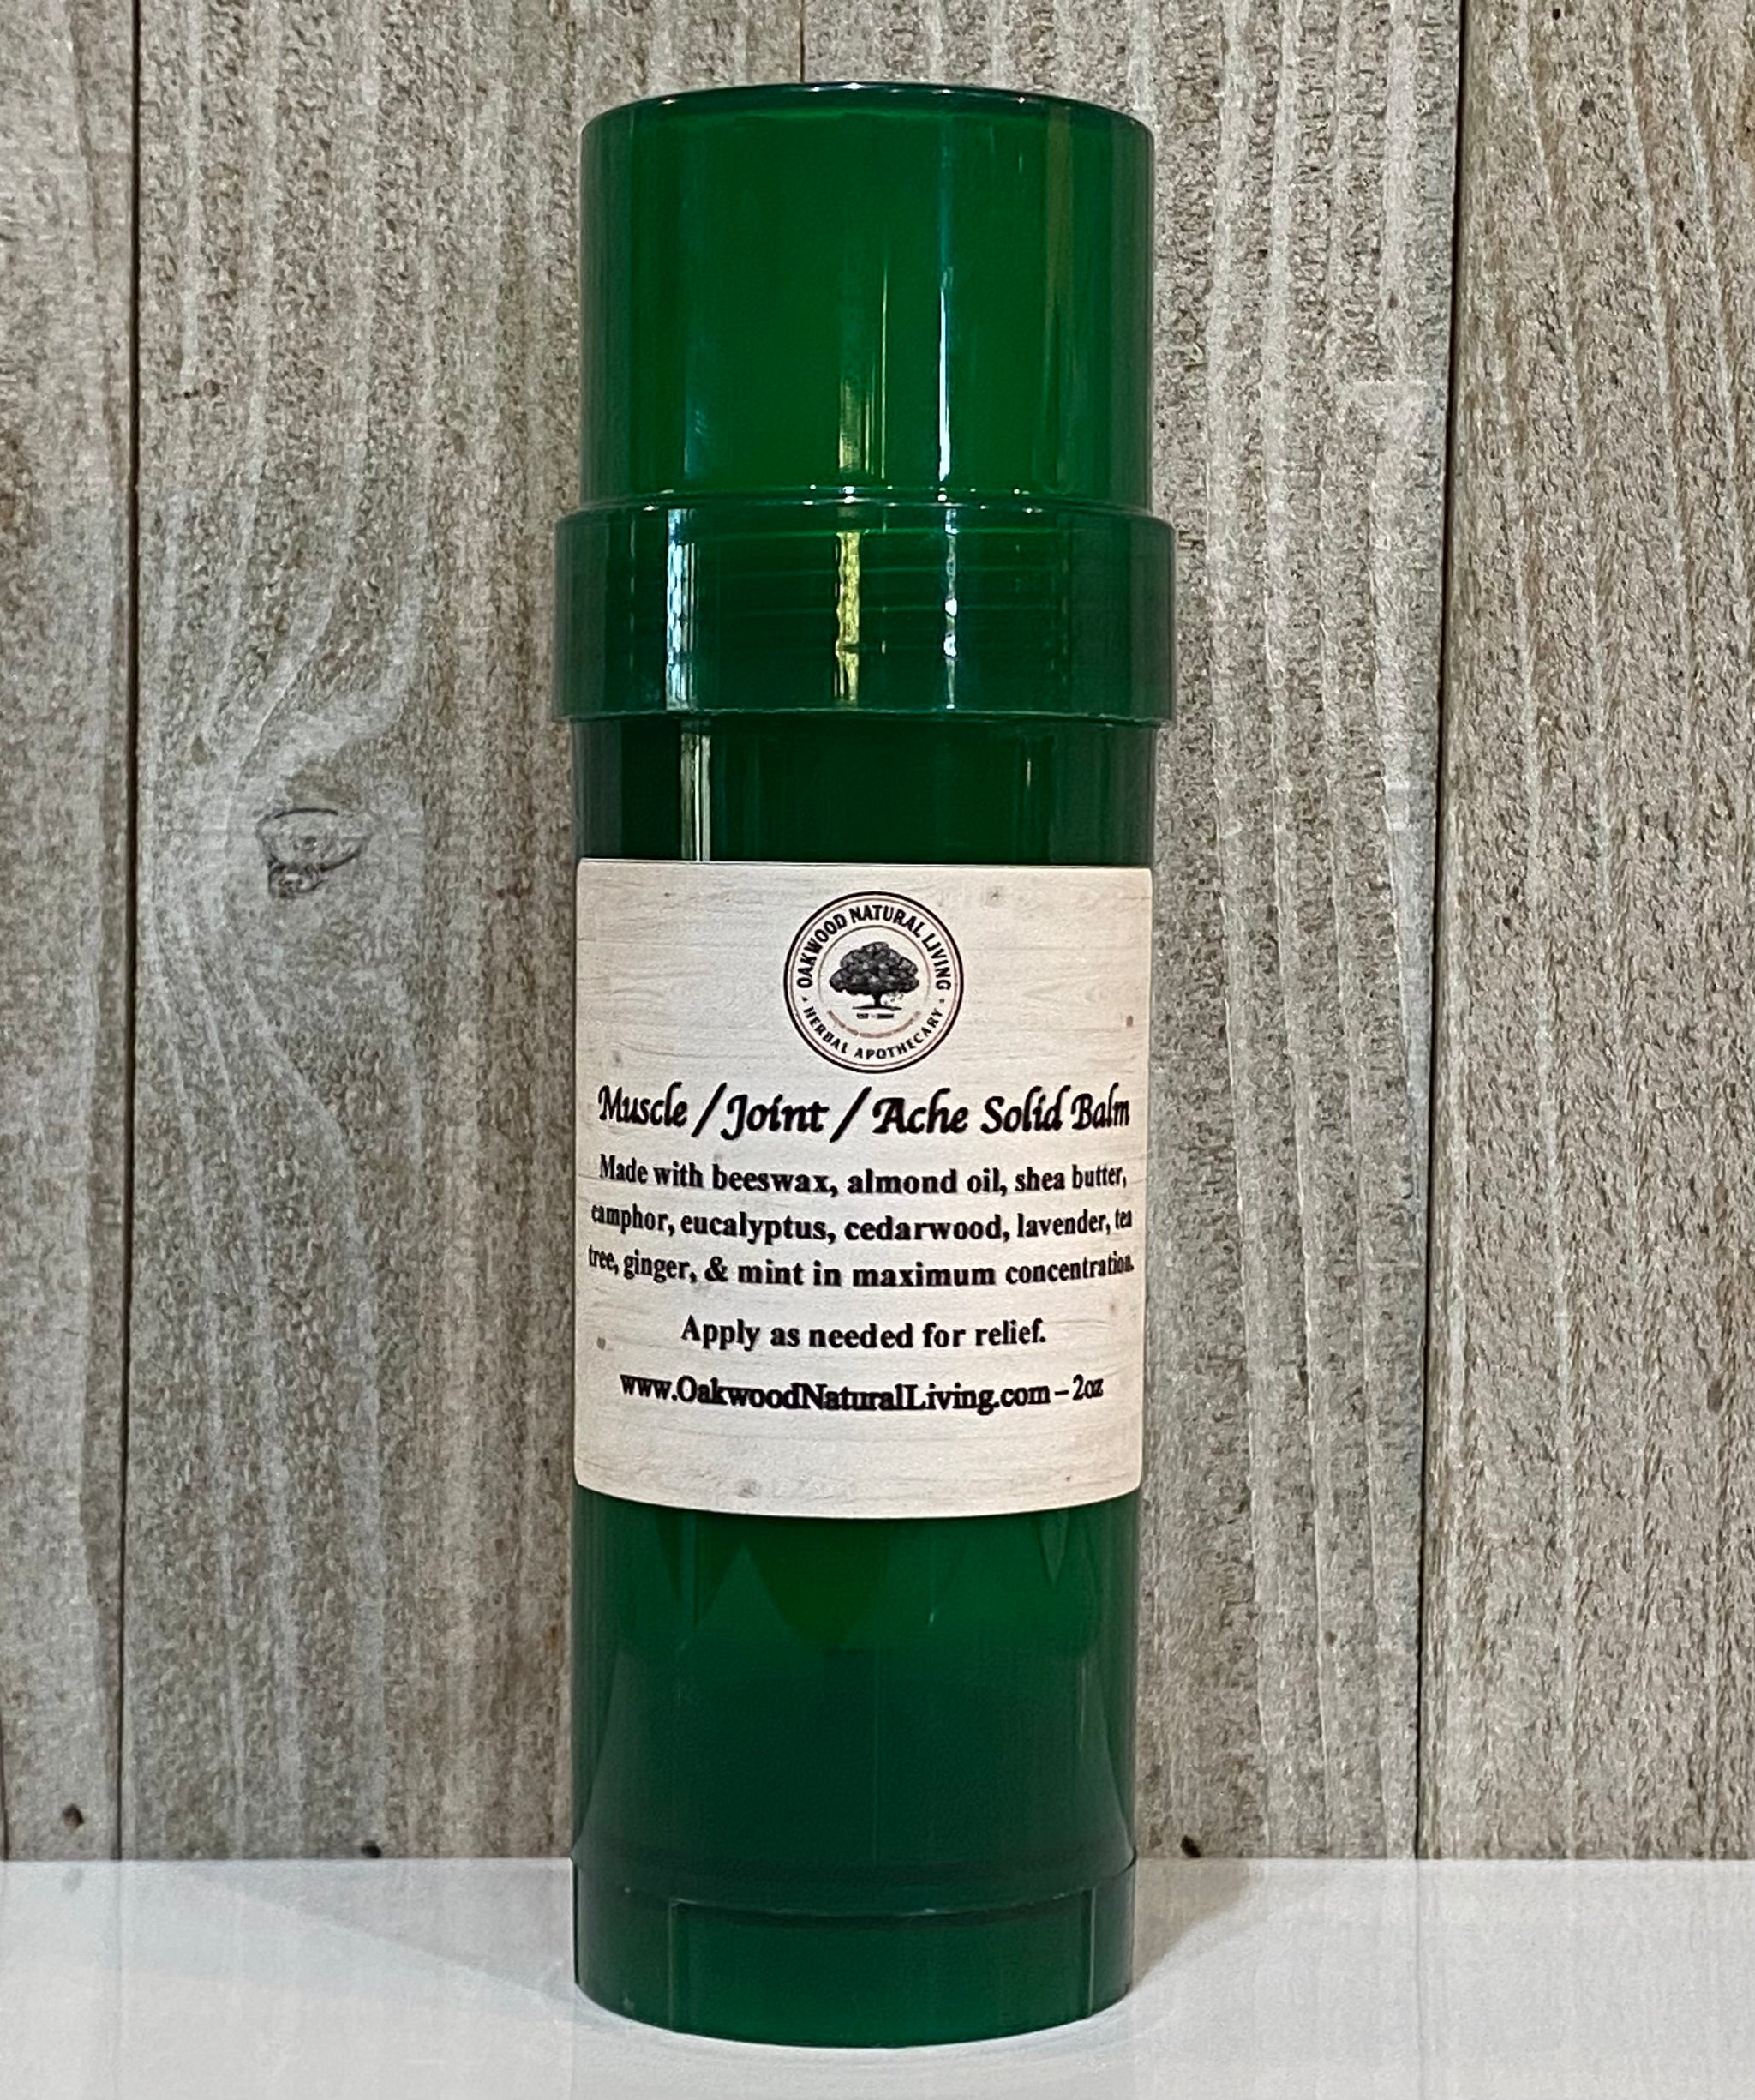 OAKWOOD NATURAL LIVING
HERBAL APOTHECARY
Muscle / Joint / Ache Solid Balm
Made with beeswax, almond oil, shea butter,
camphor, eucalyptus, cedarwood, lavender, tea
tree, ginger, & mint in maximum concentration.
Apply as needed for relief.
www.OakwoodNaturalLiving.com – 2oz